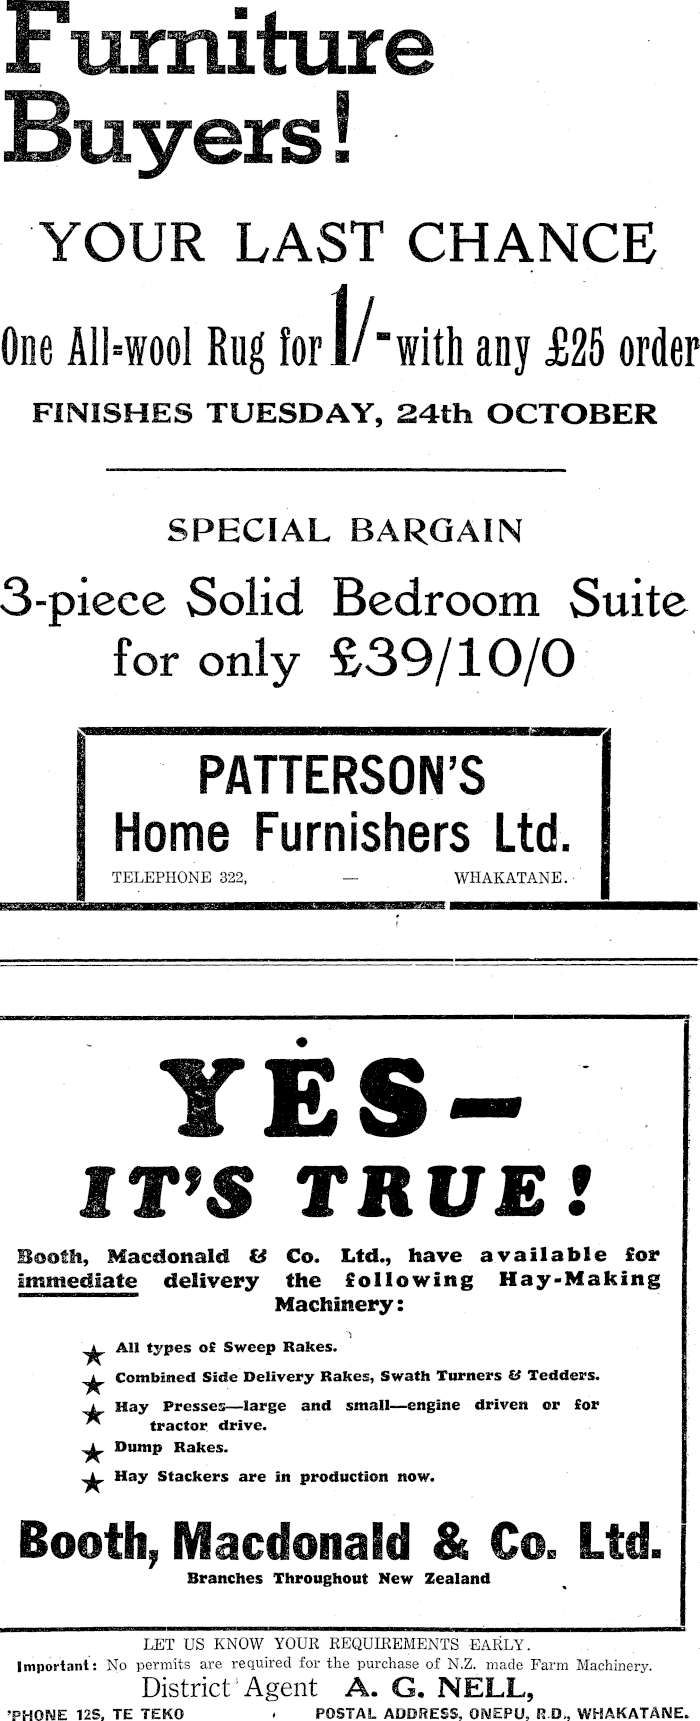 Furniture
Buyers!
YOUR LAST CHANCE
One All-wool Rug for 1/- with any £25 order
FINISHES TUESDAY, 24th OCTOBER
SPECIAL BARGAIN
3-piece Solid Bedroom Suite
for only £39/10/0
PATTERSON'S
Home Furnishers Ltd.
TELEPHONE 322, — WHAKATANE.
YES—
IT'S TRUE!
Booth, Macdonald & Co. Ltd., have available for
immediate delivery the following Hay-Making
Machinery:
★ All types of Sweep Rakes.
★ Combined Side Delivery Rakes, Swath Turners & Tedders.
★ Hay Presses—large and small—engine driven or for
tractor drive.
★ Dump Rakes.
★ Hay Stackers are in production now.
Booth, Macdonald & Co. Ltd.
Branches Throughout New Zealand
LET US KNOW YOUR REQUIREMENTS EARLY.
Important: No permits are required for the purchase of N.Z. made Farm Machinery.
District Agent A. G. NELL,
'PHONE 12S, TE TEKO POSTAL ADDRESS, ONEPU, R.D., WHAKATANE.